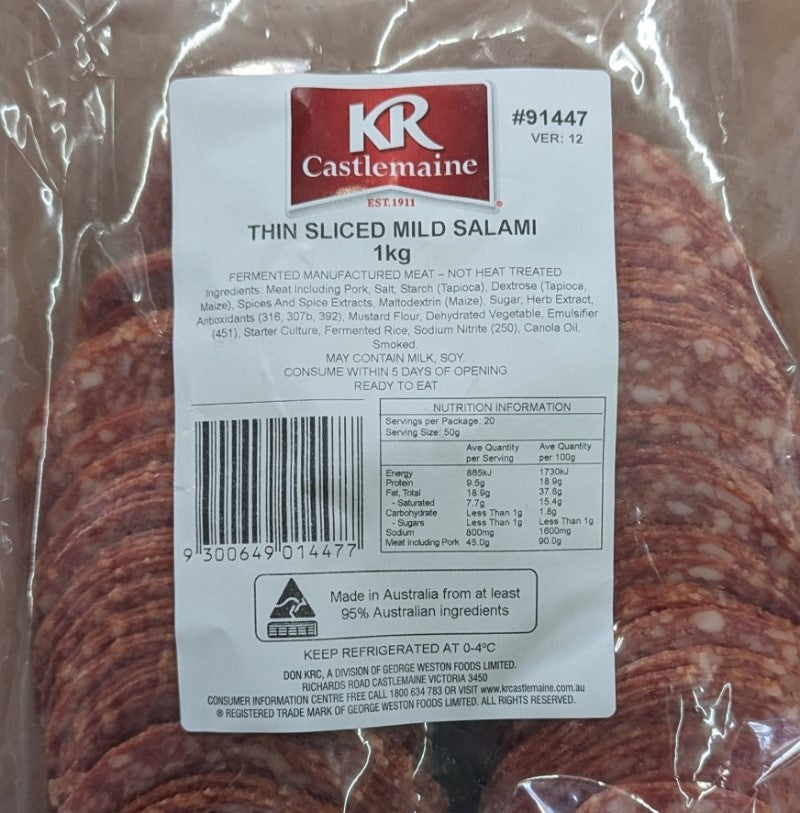 KR
Castlemaine
EST.1911 ®
#91447
VER: 12
THIN SLICED MILD SALAMI
1kg
FERMENTED MANUFACTURED MEAT – NOT HEAT TREATED
Ingredients: Meat Including Pork, Salt, Starch (Tapioca), Dextrose (Tapioca,
Maize), Spices And Spice Extracts, Maltodextrin (Maize), Sugar, Herb Extract,
Antioxidants (316, 307b, 392), Mustard Flour, Dehydrated Vegetable, Emulsifier
(451), Starter Culture, Fermented Rice, Sodium Nitrite (250), Canola Oil.
Smoked.
MAY CONTAIN MILK, SOY.
CONSUME WITHIN 5 DAYS OF OPENING
READY TO EAT
NUTRITION INFORMATION
Servings per Package: 20
Serving Size: 50g
Ave Quantity Ave Quantity
per Serving per 100g
Energy 865kJ 1730kJ
Protein 9.5g 18.9g
Fat, Total 18.9g 37.8g
- Saturated 7.7g 15.4g
Carbohydrate Less Than 1g 1.8g
- Sugars Less Than 1g Less Than 1g
Sodium 800mg 1600mg
Meat Including Pork 45.0g 90.0g
9 300649 014477
Made in Australia from at least
95% Australian ingredients
KEEP REFRIGERATED AT 0-4°C
DON KRC, A DIVISION OF GEORGE WESTON FOODS LIMITED.
RICHARDS ROAD CASTLEMAINE VICTORIA 3450
CONSUMER INFORMATION CENTRE FREE CALL 1800 634 783 OR VISIT www.krcastlemaine.com.au
® REGISTERED TRADE MARK OF GEORGE WESTON FOODS LIMITED. ALL RIGHTS RESERVED.